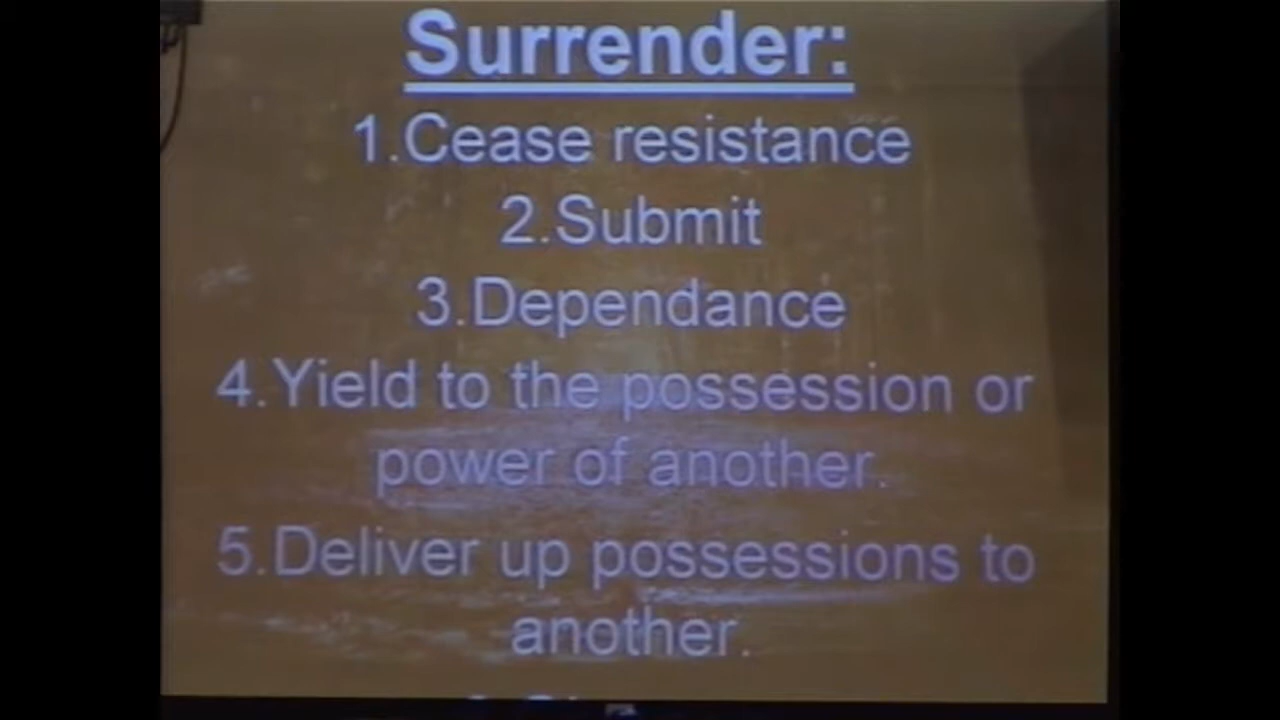 Surrender:
1.Cease resistance
2.Submit
3.Dependance
4.Yield to the possession or
power of another.
5.Deliver up possessions to
another.